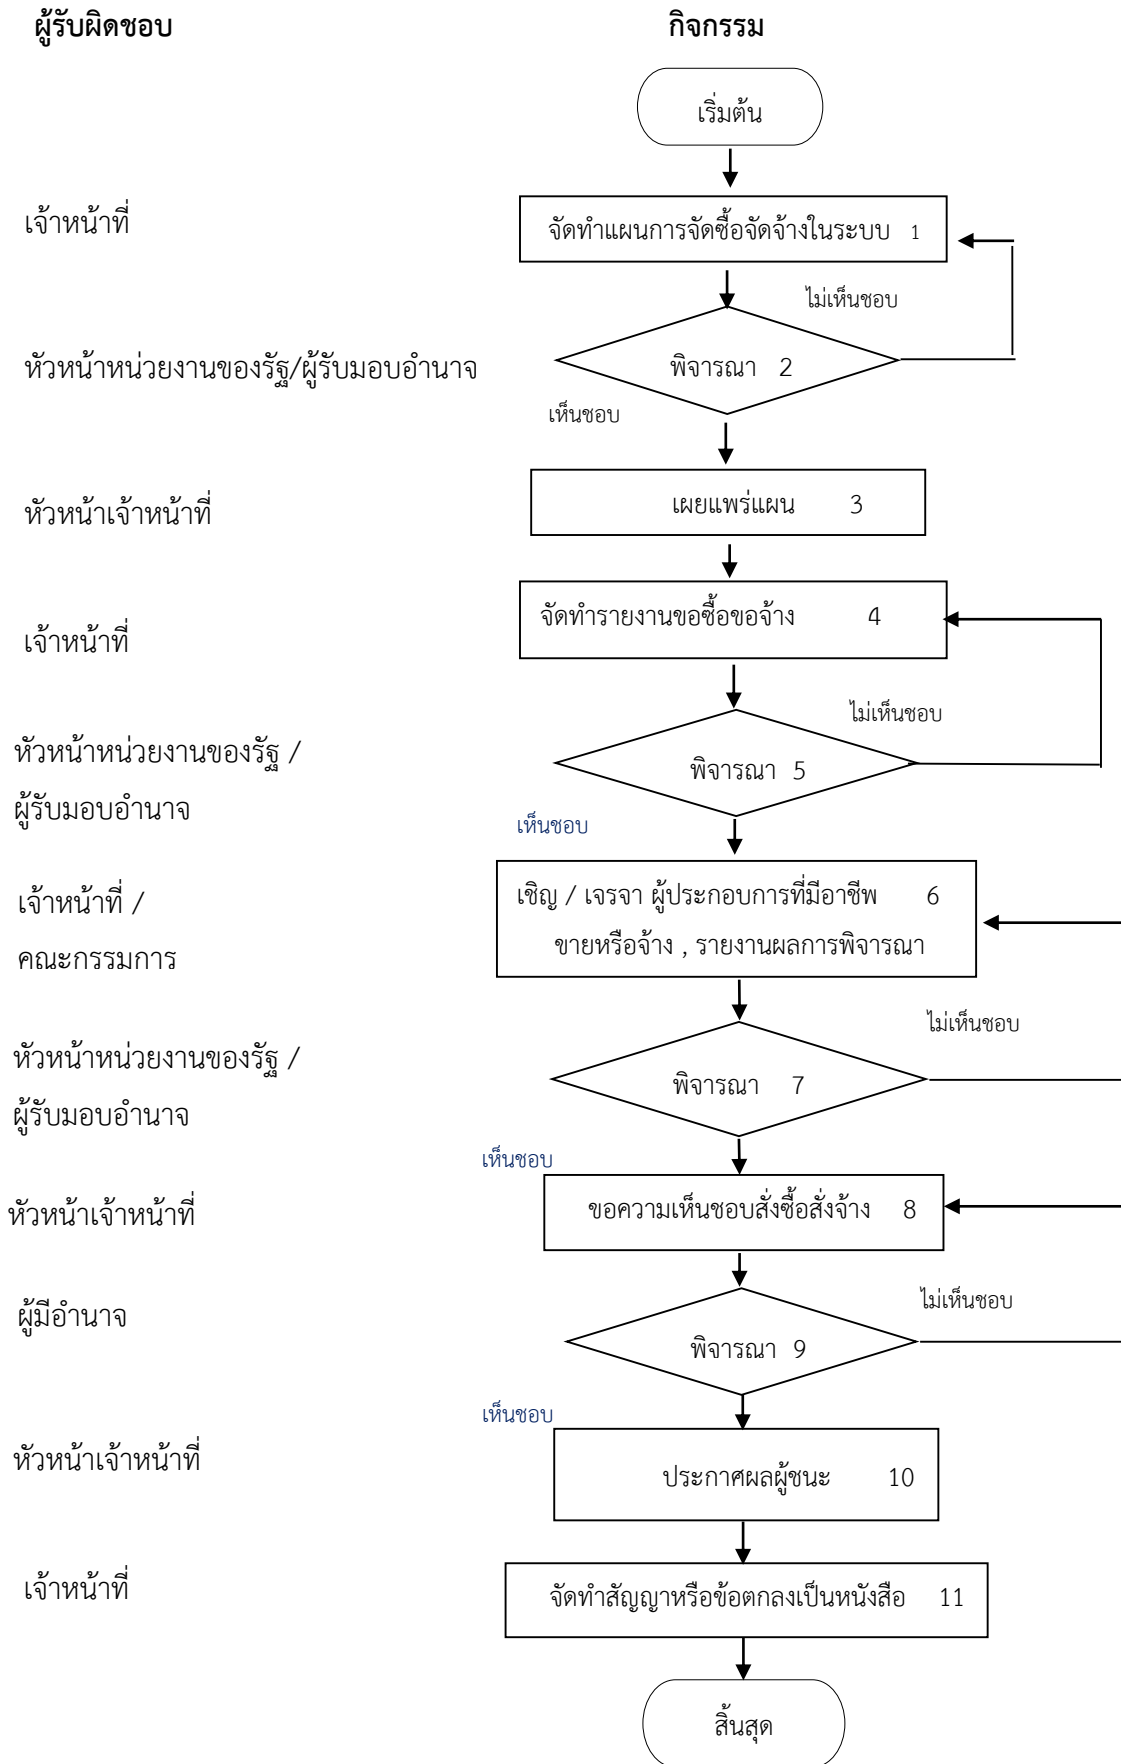 ผู้รับผิดชอบ กิจกรรม
เริ่มต้น
เจ้าหน้าที่
จัดทำแผนการจัดซื้อจัดจ้างในระบบ 1
ไม่เห็นชอบ
หัวหน้าหน่วยงานของรัฐ/ผู้รับมอบอำนาจ
พิจารณา 2
เห็นชอบ
หัวหน้าเจ้าหน้าที่
เผยแพร่แผน 3
เจ้าหน้าที่
จัดทำรายงานขอซื้อขอจ้าง 4
ไม่เห็นชอบ
หัวหน้าหน่วยงานของรัฐ /
ผู้รับมอบอำนาจ
พิจารณา 5
เห็นชอบ
เจ้าหน้าที่ /
คณะกรรมการ
เชิญ / เจรจา ผู้ประกอบการที่มีอาชีพ 6
ขายหรือจ้าง , รายงานผลการพิจารณา
ไม่เห็นชอบ
หัวหน้าหน่วยงานของรัฐ /
ผู้รับมอบอำนาจ
พิจารณา 7
เห็นชอบ
หัวหน้าเจ้าหน้าที่
ขอความเห็นชอบสั่งซื้อสั่งจ้าง 8
ไม่เห็นชอบ
ผู้มีอำนาจ
พิจารณา 9
เห็นชอบ
หัวหน้าเจ้าหน้าที่
ประกาศผลผู้ชนะ 10
เจ้าหน้าที่
จัดทำสัญญาหรือข้อตกลงเป็นหนังสือ 11
สิ้นสุด